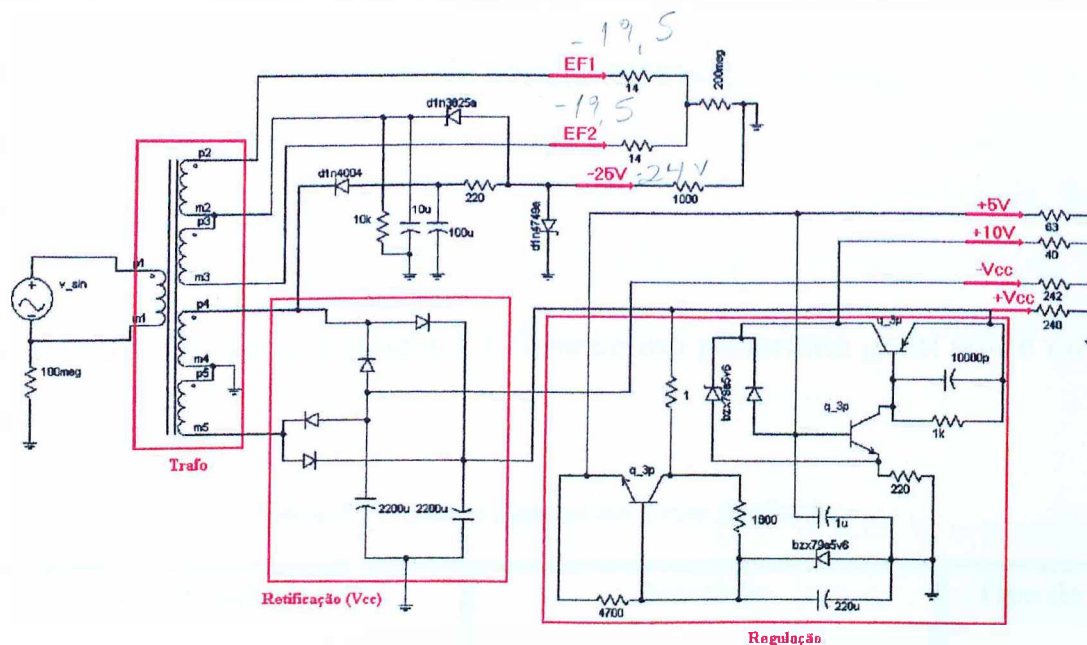 -19,5
EF1
14
200meg
d1n3825a
-19,5
EF2
14
p2
d1n4004
-25V
-24V
220
1000
m2
p3
10k
10u
100u
d1n4749a
+5V
63
+10V
40
p1
v_sin
m3
-Vcc
242
p4
+Vcc
240
m1
q_3p
m4
10000p
100meg
p5
bzx79a5v6
1
q_3p
m5
1k
Trafo
q_3p
220
2200u
2200u
1800
1u
bzx79a5v6
Retificação (Vcc)
4700
220u
Regulação